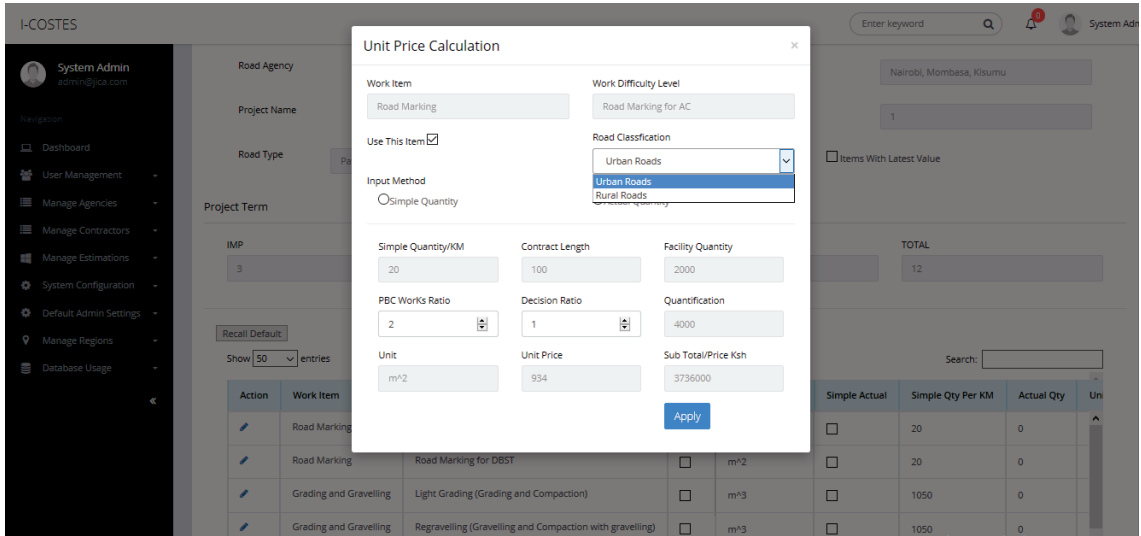 I-COSTES
Enter keyword
0
System Adm
System Admin
admin@jica.com
Navigation
Dashboard
User Management
Manage Agencies
Manage Contractors
Manage Estimations
System Configuration
Default Admin Settings
Manage Regions
Database Usage
Road Agency
Nairobi, Mombasa, Kisumu
Project Name
1
Road Type
Pa
Items With Latest Value
Project Term
IMP
TOTAL
3
12
Recall Default
Show 50 entries
Search:
Action
Work Item
Simple Actual
Simple Qty Per KM
Actual Qty
Uni
Road Marking
20
0
Road Marking
Road Marking for DBST
m^2
20
0
Grading and Gravelling
Light Grading (Grading and Compaction)
m^3
1050
0
Grading and Gravelling
Regravelling (Gravelling and Compaction with gravelling)
m^3
1050
0
Unit Price Calculation
×
Work Item
Work Difficulty Level
Road Marking
Road Marking for AC
Use This Item
Road Classfication
Urban Roads
Urban Roads
Rural Roads
Input Method
Simple Quantity
Actual Quantity
Simple Quantity/KM
Contract Length
Facility Quantity
20
100
2000
PBC WorKs Ratio
Decision Ratio
Quantification
2
1
4000
Unit
Unit Price
Sub Total/Price Ksh
m^2
934
3736000
Apply